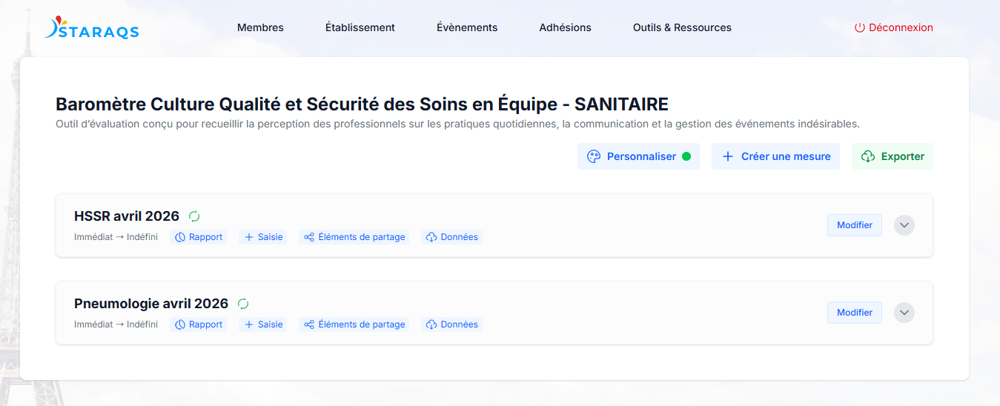 STARAQS
Membres Établissement Évènements Adhésions Outils & Ressources Déconnexion
Baromètre Culture Qualité et Sécurité des Soins en Équipe - SANITAIRE
Outil d’évaluation conçu pour recueillir la perception des professionnels sur les pratiques quotidiennes, la communication et la gestion des événements indésirables.
Personnaliser Créer une mesure Exporter
HSSR avril 2026
Immédiat → Indéfini Rapport Saisie Éléments de partage Données Modifier
Pneumologie avril 2026
Immédiat → Indéfini Rapport Saisie Éléments de partage Données Modifier